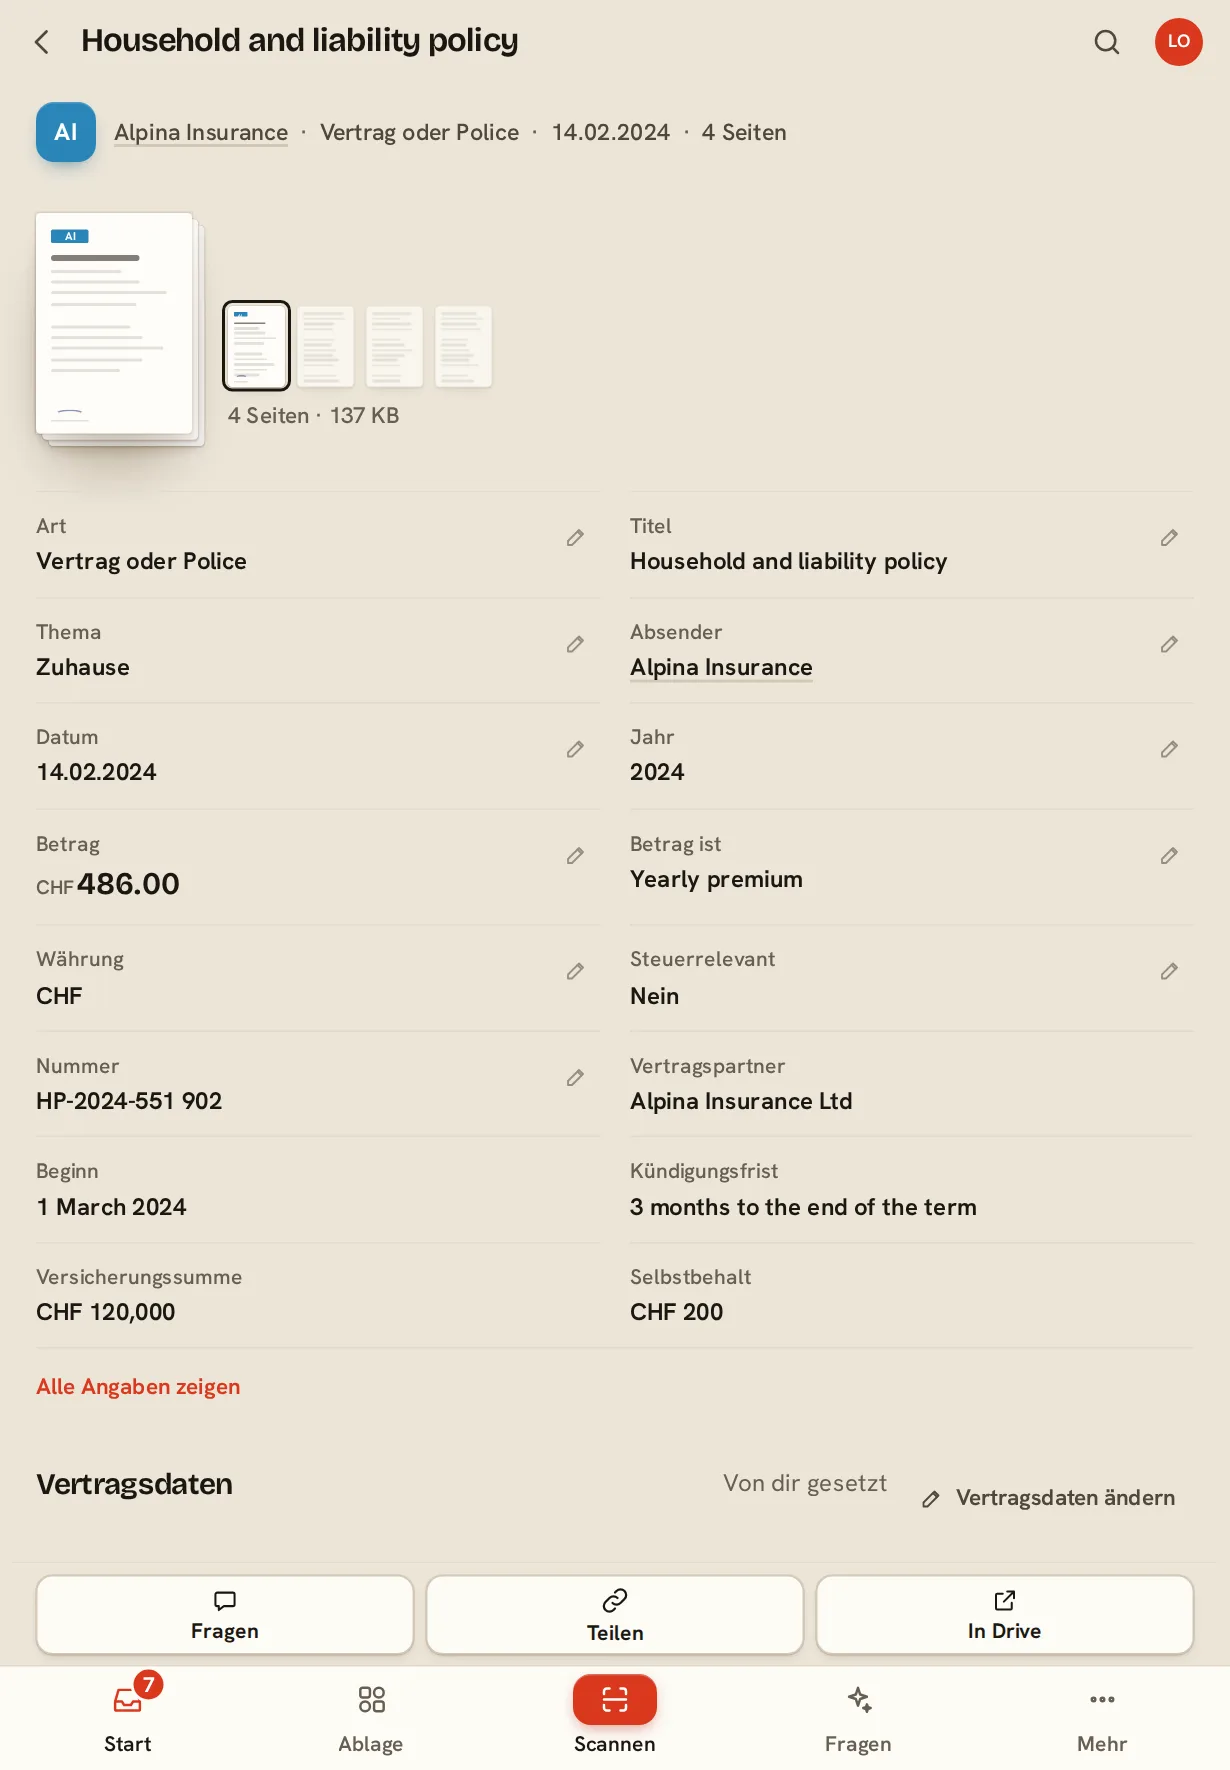 Household and liability policy
LO
AI
Alpina Insurance · Vertrag oder Police · 14.02.2024 · 4 Seiten
AI
4 Seiten · 137 KB
Art
Vertrag oder Police
Titel
Household and liability policy
Thema
Zuhause
Absender
Alpina Insurance
Datum
14.02.2024
Jahr
2024
Betrag
CHF 486.00
Betrag ist
Yearly premium
Währung
CHF
Steuerrelevant
Nein
Nummer
HP-2024-551 902
Vertragspartner
Alpina Insurance Ltd
Beginn
1 March 2024
Kündigungsfrist
3 months to the end of the term
Versicherungssumme
CHF 120,000
Selbstbehalt
CHF 200
Alle Angaben zeigen
Vertragsdaten
Von dir gesetzt
Vertragsdaten ändern
Fragen
Teilen
In Drive
7
Start
Ablage
Scannen
Fragen
Mehr